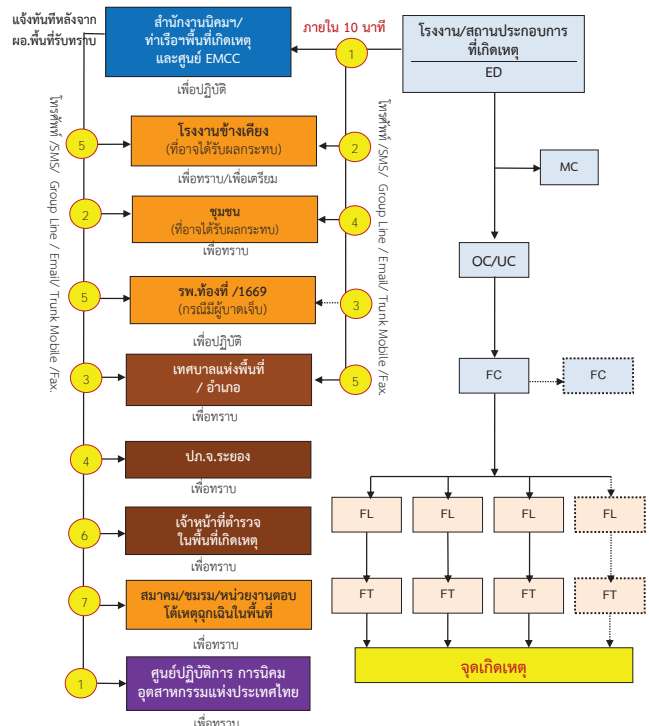 แจ้งทันทีหลังจาก
ผอ.พื้นที่รับทราบ
สำนักงานนิคมฯ/
ท่าเรือฯพื้นที่เกิดเหตุ
และศูนย์ EMCC
เพื่อปฏิบัติ
ภายใน 10 นาที
1
โรงงาน/สถานประกอบการ
ที่เกิดเหตุ
ED
โทรศัพท์ /SMS/ Group Line / Email/ Trunk Mobile /Fax.
5
โรงงานข้างเคียง
(ที่อาจได้รับผลกระทบ)
เพื่อทราบ/เพื่อเตรียม
2
โทรศัพท์ /SMS/ Group Line / Email/ Trunk Mobile /Fax.
MC
2
ชุมชน
(ที่อาจได้รับผลกระทบ)
เพื่อทราบ
4
OC/UC
5
รพ.ท้องที่ /1669
(กรณีมีผู้บาดเจ็บ)
เพื่อปฏิบัติ
3
3
เทศบาลแห่งพื้นที่
/ อำเภอ
เพื่อทราบ
5
FC
FC
4
ปภ.จ.ระยอง
เพื่อทราบ
6
เจ้าหน้าที่ตำรวจ
ในพื้นที่เกิดเหตุ
เพื่อทราบ
FL
FL
FL
FL
7
สมาคม/ชมรม/หน่วยงานตอบ
โต้เหตุฉุกเฉินในพื้นที่
เพื่อทราบ
FT
FT
FT
FT
1
ศูนย์ปฏิบัติการ การนิคม
อุตสาหกรรมแห่งประเทศไทย
เพื่อทราบ
จุดเกิดเหตุ